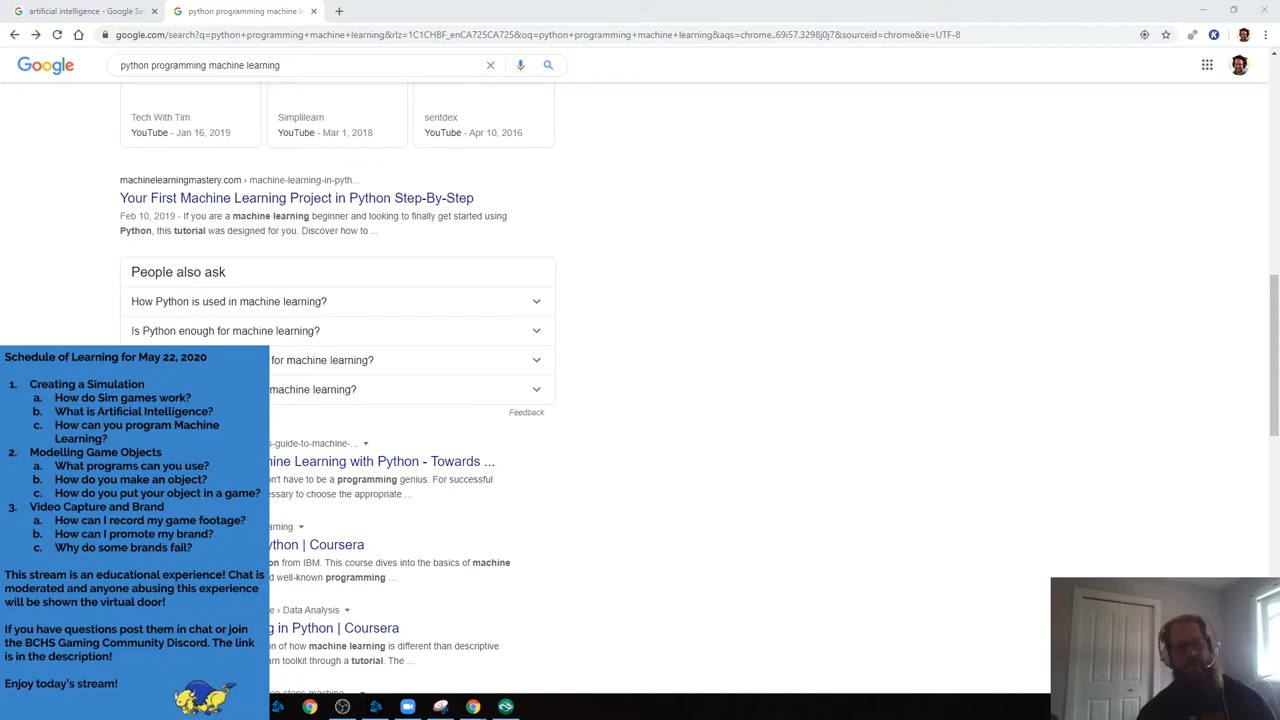 artificial intelligence - Google Se
python programming machine le
google.com/search?q=python+programming+machine+learning&rlz=1C1CHBF_enCA725CA725&oq=python+programming+machine+learning&aqs=chrome..69i57.3298j0j7&sourceid=chrome&ie=UTF-8
Google
python programming machine learning
Tech With Tim
YouTube - Jan 16, 2019
Simplilearn
YouTube - Mar 1, 2018
sentdex
YouTube - Apr 10, 2016
machinelearningmastery.com › machine-learning-in-pyth...
Your First Machine Learning Project in Python Step-By-Step
Feb 10, 2019 - If you are a machine learning beginner and looking to finally get started using
Python, this tutorial was designed for you. Discover how to ...
People also ask
How Python is used in machine learning?
Is Python enough for machine learning?
for machine learning?
machine learning?
Feedback
s-guide-to-machine-...
ine Learning with Python - Towards ...
n't have to be a programming genius. For successful
essary to choose the appropriate ...
arning
ython | Coursera
on from IBM. This course dives into the basics of machine
d well-known programming ...
e › Data Analysis
g in Python | Coursera
n of how machine learning is different than descriptive
arn toolkit through a tutorial. The ...
Schedule of Learning for May 22, 2020
1. Creating a Simulation
a. How do Sim games work?
b. What is Artificial Intelligence?
c. How can you program Machine
Learning?
2. Modelling Game Objects
a. What programs can you use?
b. How do you make an object?
c. How do you put your object in a game?
3. Video Capture and Brand
a. How can I record my game footage?
b. How can I promote my brand?
c. Why do some brands fail?
This stream is an educational experience! Chat is
moderated and anyone abusing this experience
will be shown the virtual door!
If you have questions post them in chat or join
the BCHS Gaming Community Discord. The link
is in the description!
Enjoy today's stream!